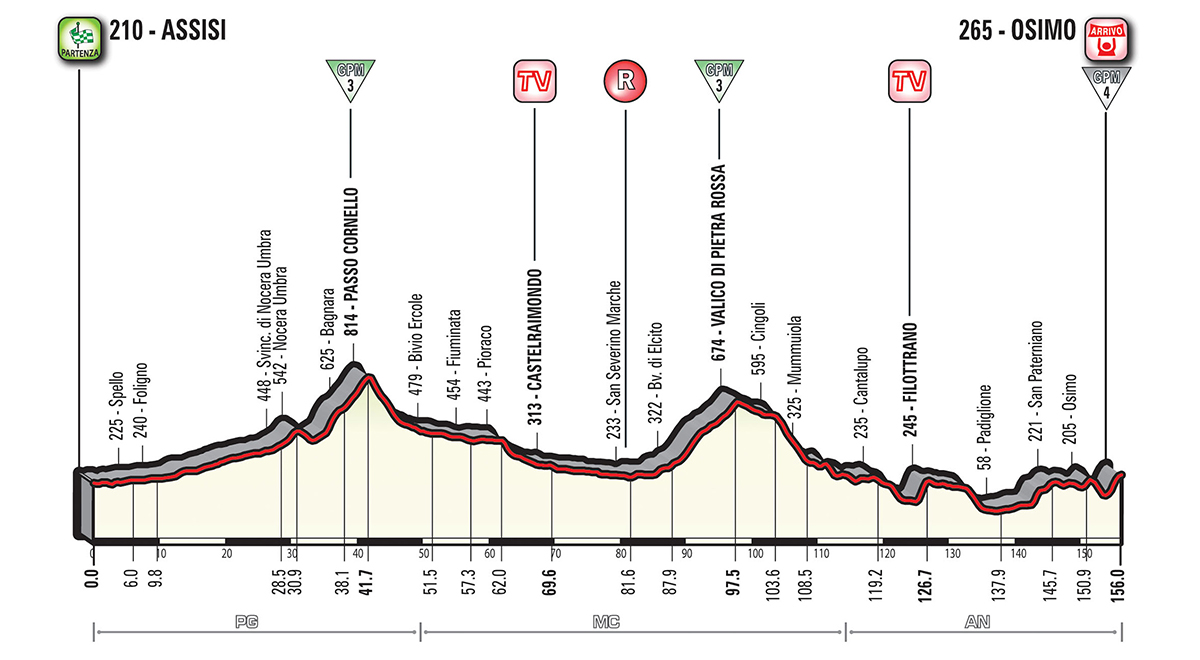 210 - ASSISI
PARTENZA
265 - OSIMO
ARRIVO
GPM
3
TV
R
GPM
3
TV
GPM
4
225 - Spello
240 - Foligno
448 - Svinc. di Nocera Umbra
542 - Nocera Umbra
625 - Bagnara
814 - PASSO CORNELLO
479 - Bivio Ercole
454 - Fiuminata
443 - Pioraco
313 - CASTELRAIMONDO
233 - San Severino Marche
322 - Bv. di Elcito
674 - VALICO DI PIETRA ROSSA
595 - Cingoli
325 - Mummuiola
235 - Cantalupo
245 - FILOTTRANO
58 - Padiglione
221 - San Paterniano
205 - Osimo
0 10 20 30 40 50 60 70 80 90 100 110 120 130 140 150
0.0 6.0 9.8 28.5 30.9 38.1 41.7 51.5 57.3 62.0 69.6 81.6 87.9 97.5 103.6 108.5 119.2 126.7 137.9 145.7 150.9 156.0
PG MC AN